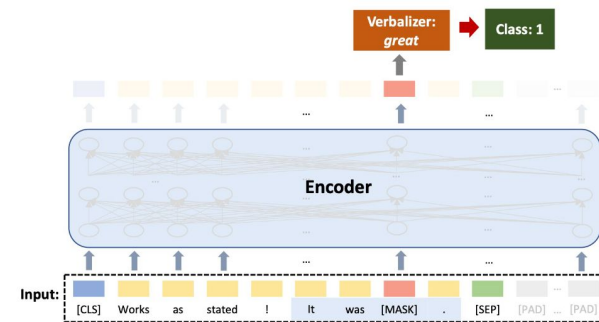 Verbalizer:
great
Class: 1
...
...
...
Encoder
Input:
[CLS] Works as stated ! It was [MASK] . [SEP] [PAD] ... [PAD]